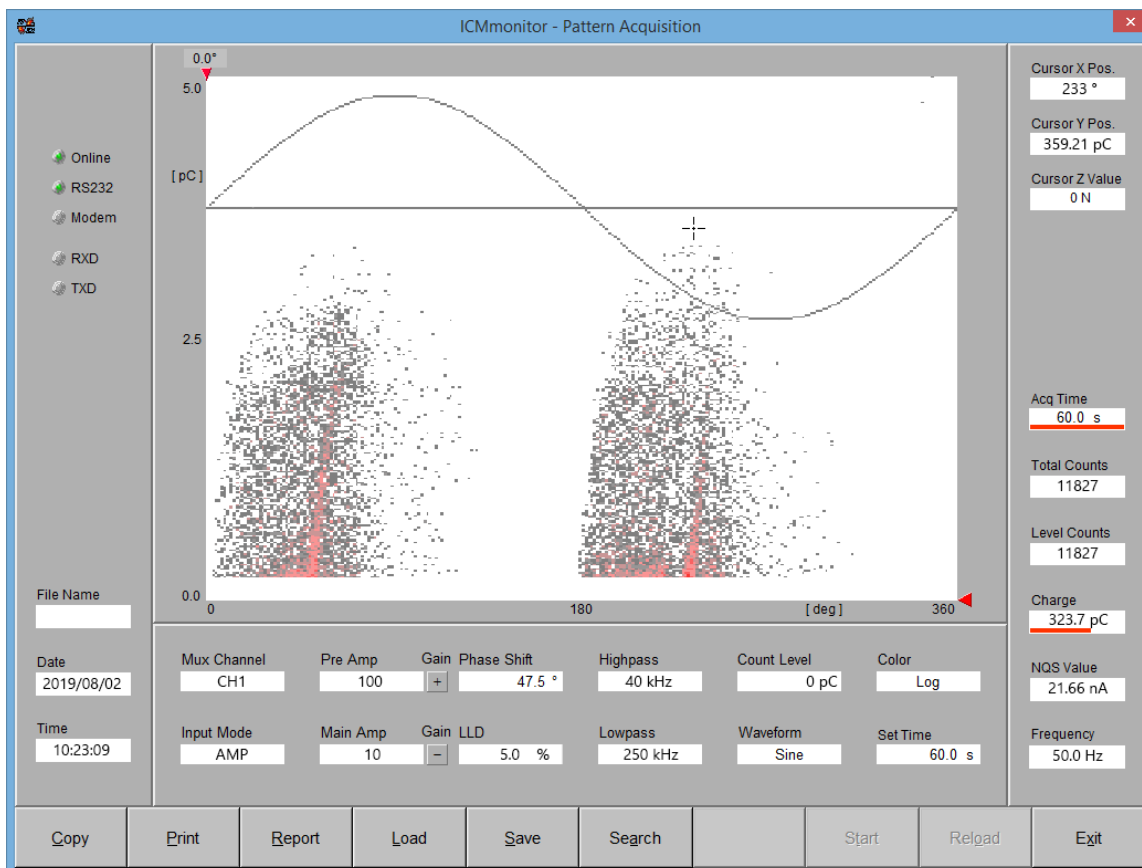 ICMmonitor - Pattern Acquisition
0.0°
5.0
[ pC ]
2.5
0.0
0
180
[ deg ]
360
Online
RS232
Modem
RXD
TXD
File Name
Date
2019/08/02
Time
10:23:09
Cursor X Pos.
233 °
Cursor Y Pos.
359.21 pC
Cursor Z Value
0 N
Acq Time
60.0 s
Total Counts
11827
Level Counts
11827
Charge
323.7 pC
NQS Value
21.66 nA
Frequency
50.0 Hz
Mux Channel
CH1
Pre Amp
100
Gain
+
Phase Shift
47.5 °
Highpass
40 kHz
Count Level
0 pC
Color
Log
Input Mode
AMP
Main Amp
10
Gain
−
LLD
5.0 %
Lowpass
250 kHz
Waveform
Sine
Set Time
60.0 s
Copy
Print
Report
Load
Save
Search
Start
Reload
Exit